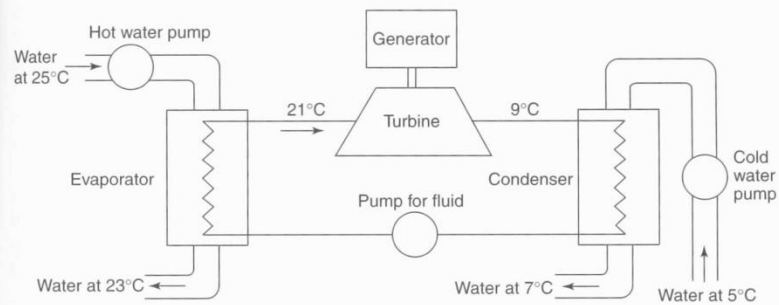 Hot water pump
Water
at 25°C
Generator
21°C
Turbine
9°C
Evaporator
Condenser
Cold
water
pump
Pump for fluid
Water at 23°C
Water at 7°C
Water at 5°C